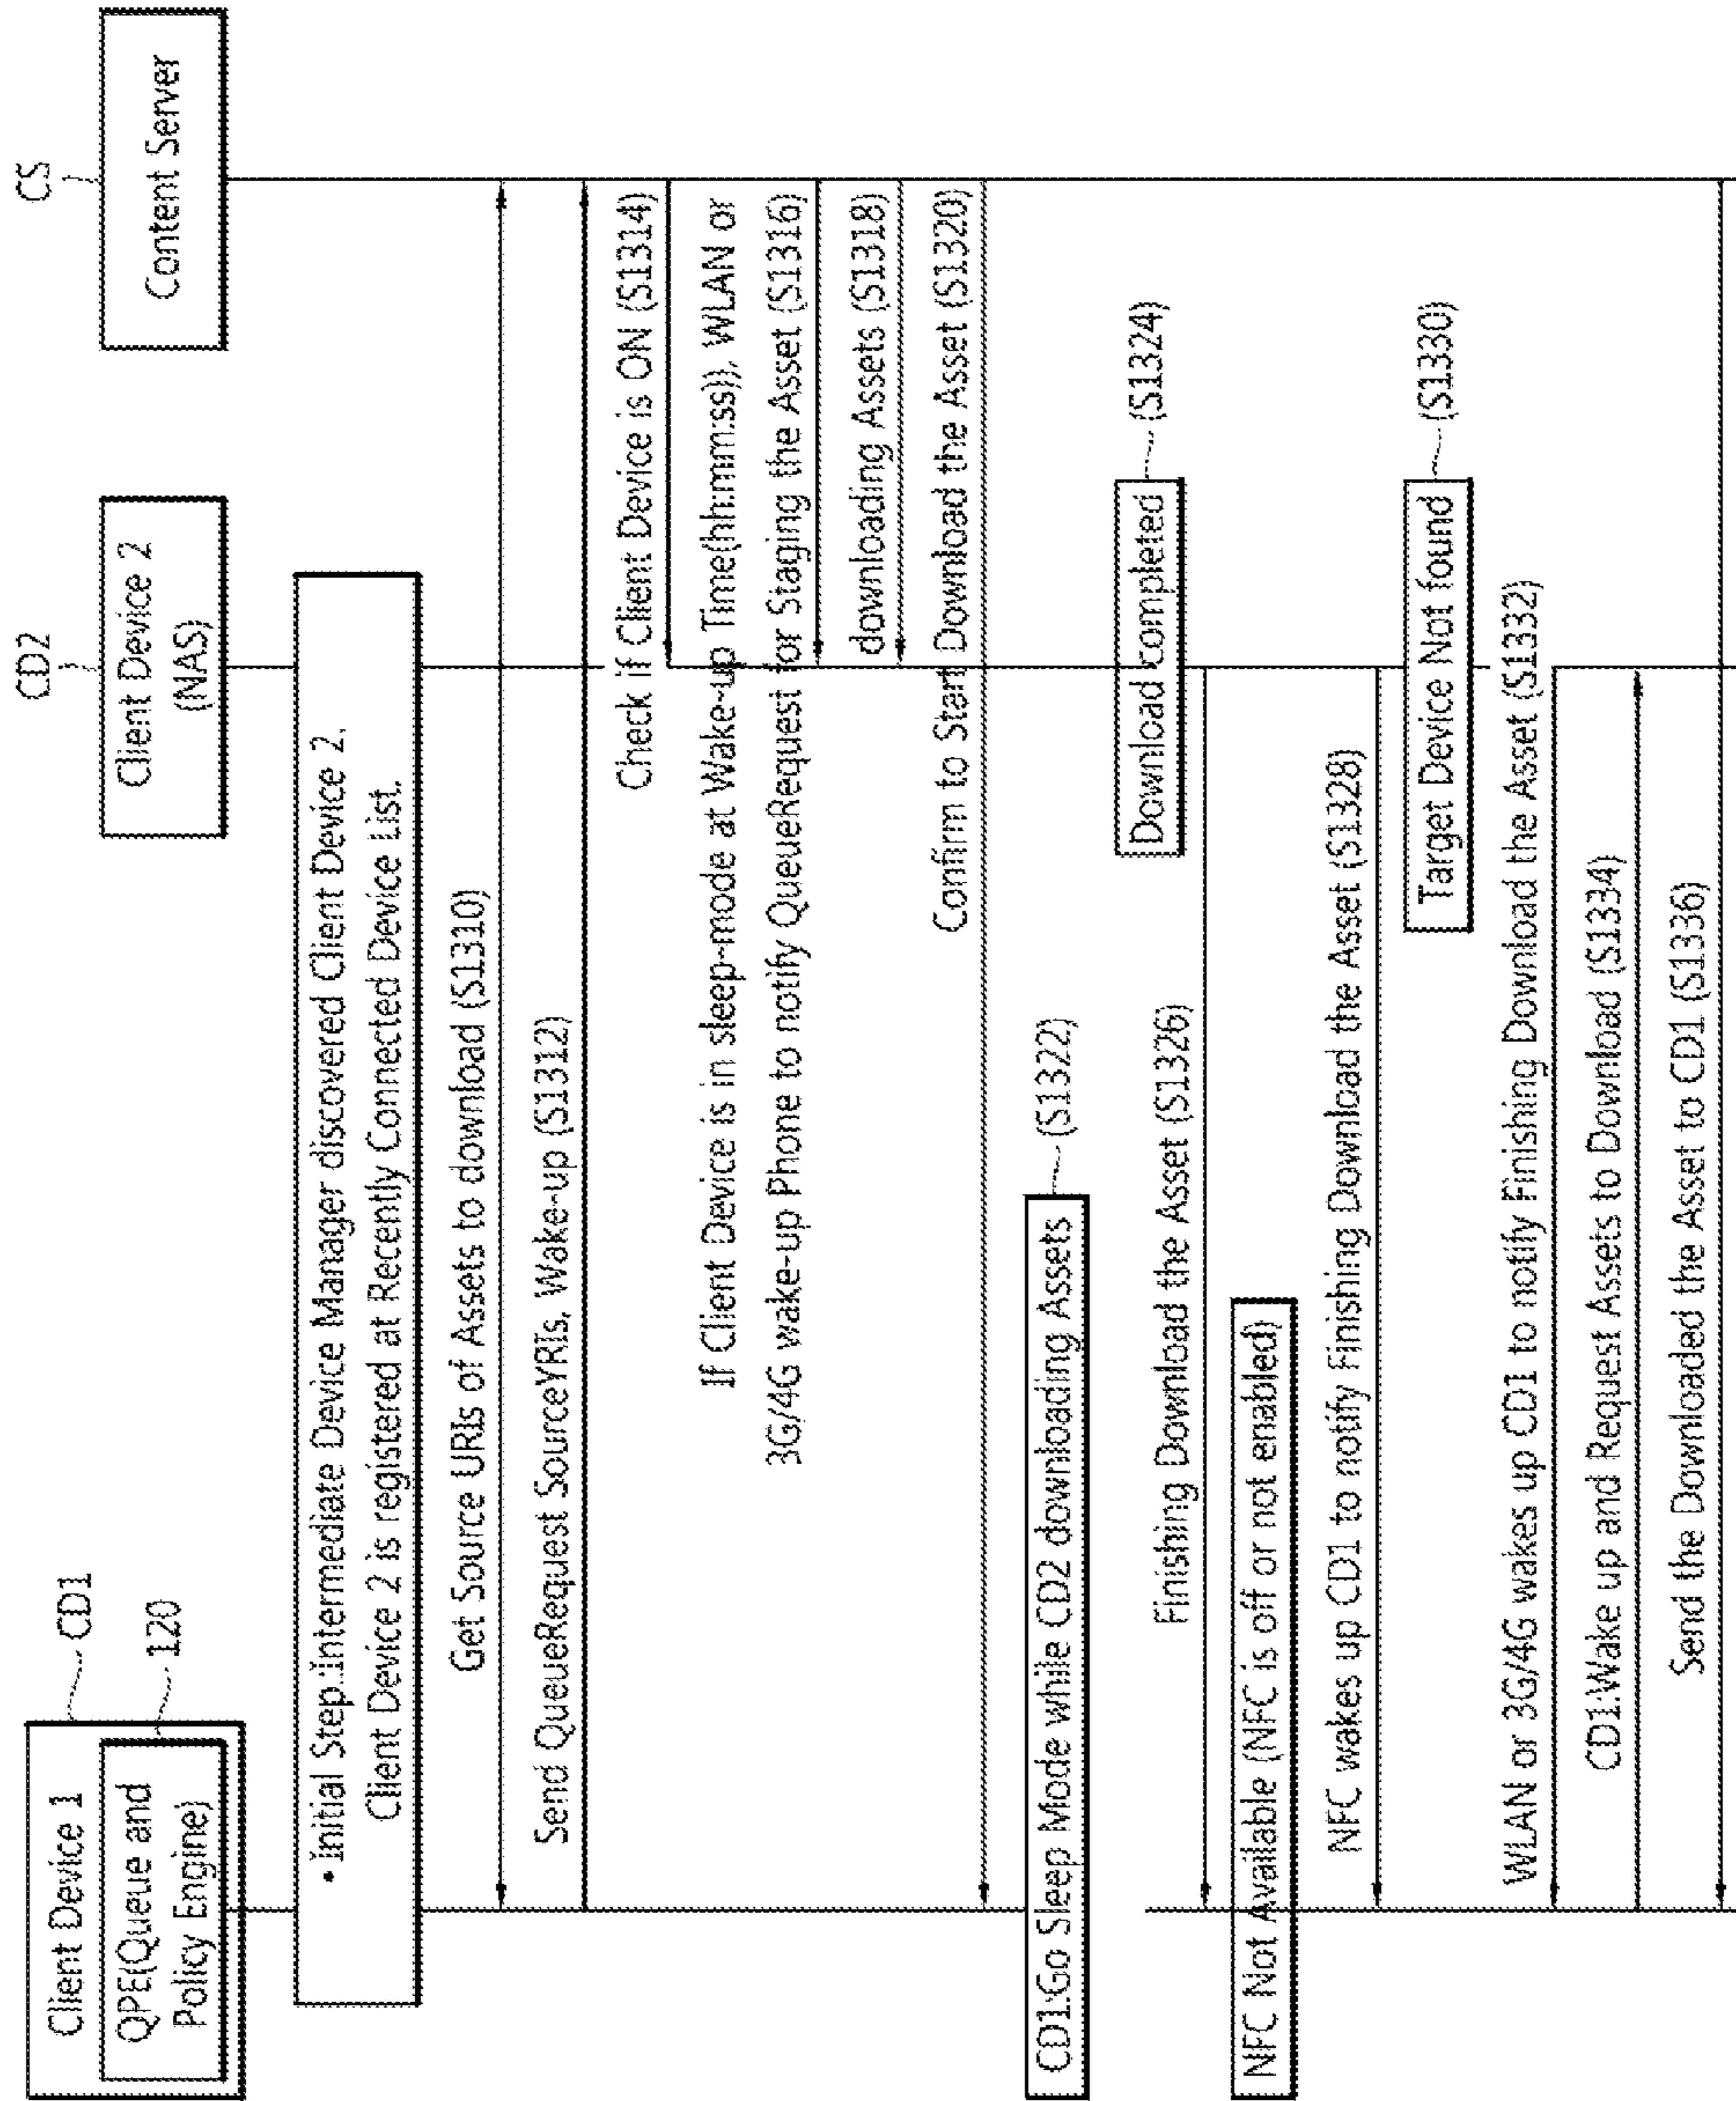 Client Device 1
CD1
QPE(Queue and
Policy Engine)
120
CD2
Client Device 2
(NAS)
CS
Content Server
• Initial Step.:Intermediate Device Manager discovered Client Device 2.
Client Device 2 is registered at Recently Connected Device List.
Get Source URIs of Assets to download (S1310)
Send QueueRequest SourceYRIs, Wake-up (S1312)
Check if Client Device is ON (S1314)
If Client Device is in sleep-mode at Wake-up Time(hh:mm:ss)), WLAN or
3G/4G wake-up Phone to notify QueueRequest for Staging the Asset (S1316)
downloading Assets (S1318)
Confirm to Start Download the Asset (S1320)
CD1:Go Sleep Mode while CD2 downloading Assets
(S1322)
Download completed
(S1324)
Finishing Download the Asset (S1326)
NFC Not Available (NFC is off or not enabled)
NFC wakes up CD1 to notify Finishing Download the Asset (S1328)
Target Device Not found
(S1330)
WLAN or 3G/4G wakes up CD1 to notify Finishing Download the Asset (S1332)
CD1:Wake up and Request Assets to Download (S1334)
Send the Downloaded the Asset to CD1 (S1336)